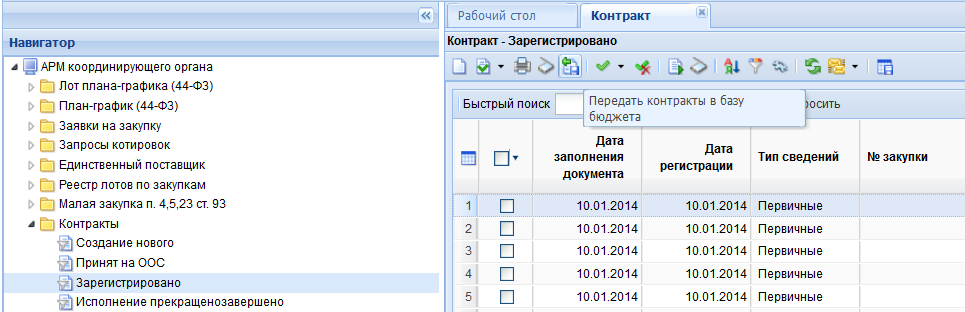 Рабочий стол
Контракт
Навигатор
Контракт - Зарегистрировано
АРМ координирующего органа
Лот плана-графика (44-ФЗ)
План-график (44-ФЗ)
Заявки на закупку
Запросы котировок
Единственный поставщик
Реестр лотов по закупкам
Малая закупка п. 4,5,23 ст. 93
Контракты
Создание нового
Принят на ООС
Зарегистрировано
Исполнение прекращенозавершено
Быстрый поиск
Передать контракты в базу
бюджета
росить
Дата
заполнения
документа
Дата
регистрации
Тип сведений
№ закупки
1 10.01.2014 10.01.2014 Первичные
2 10.01.2014 10.01.2014 Первичные
3 10.01.2014 10.01.2014 Первичные
4 10.01.2014 10.01.2014 Первичные
5 10.01.2014 10.01.2014 Первичные